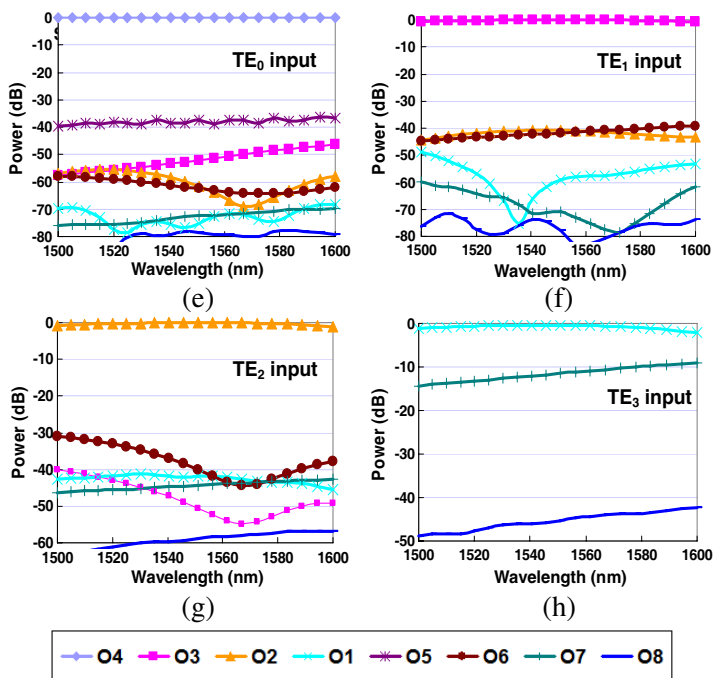 0
-10
-20
-30
-40
-50
-60
-70
-80
Power (dB)
TE0 input
1500 1520 1540 1560 1580 1600
Wavelength (nm)
(e)
0
-10
-20
-30
-40
-50
-60
-70
-80
Power (dB)
TE1 input
1500 1520 1540 1560 1580 1600
Wavelength (nm)
(f)
0
-10
-20
-30
-40
-50
-60
Power (dB)
TE2 input
1500 1520 1540 1560 1580 1600
Wavelength (nm)
(g)
0
-10
-20
-30
-40
-50
Power (dB)
TE3 input
1500 1520 1540 1560 1580 1600
Wavelength (nm)
(h)
O4 O3 O2 O1 O5 O6 O7 O8